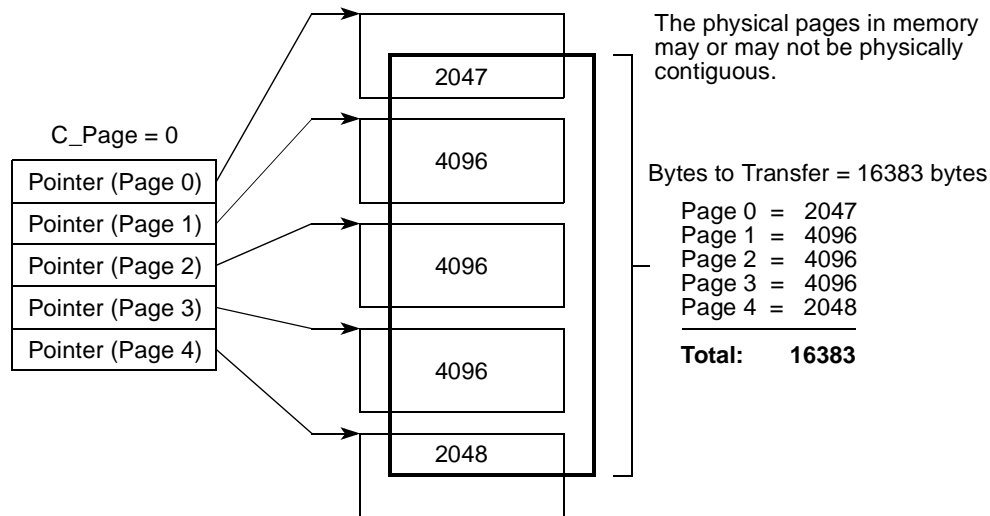 The physical pages in memory
may or may not be physically
contiguous.
2047
C_Page = 0
4096
Pointer (Page 0)
Pointer (Page 1)
Pointer (Page 2)
Pointer (Page 3)
Pointer (Page 4)
4096
4096
2048
Bytes to Transfer = 16383 bytes
Page 0 = 2047
Page 1 = 4096
Page 2 = 4096
Page 3 = 4096
Page 4 = 2048
Total: 16383